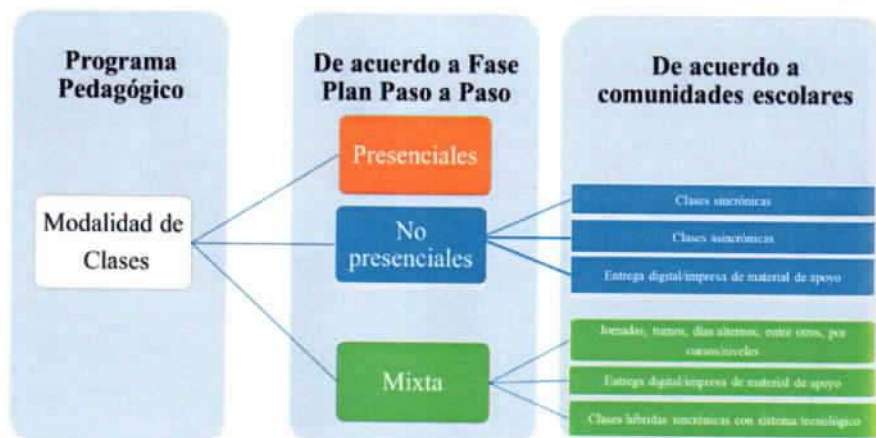 Programa
Pedagógico
De acuerdo a Fase
Plan Paso a Paso
De acuerdo a
comunidades escolares
Modalidad de
Clases
Presenciales
No
presenciales
Mixta
Clases sincrónicas
Clases asincrónicas
Entrega digital/impresa de material de apoyo
Jornadas, turnos, días alternos, entre otros, por
cursos/niveles
Entrega digital/impresa de material de apoyo
Clases híbridas sincrónicas con sistema tecnológico